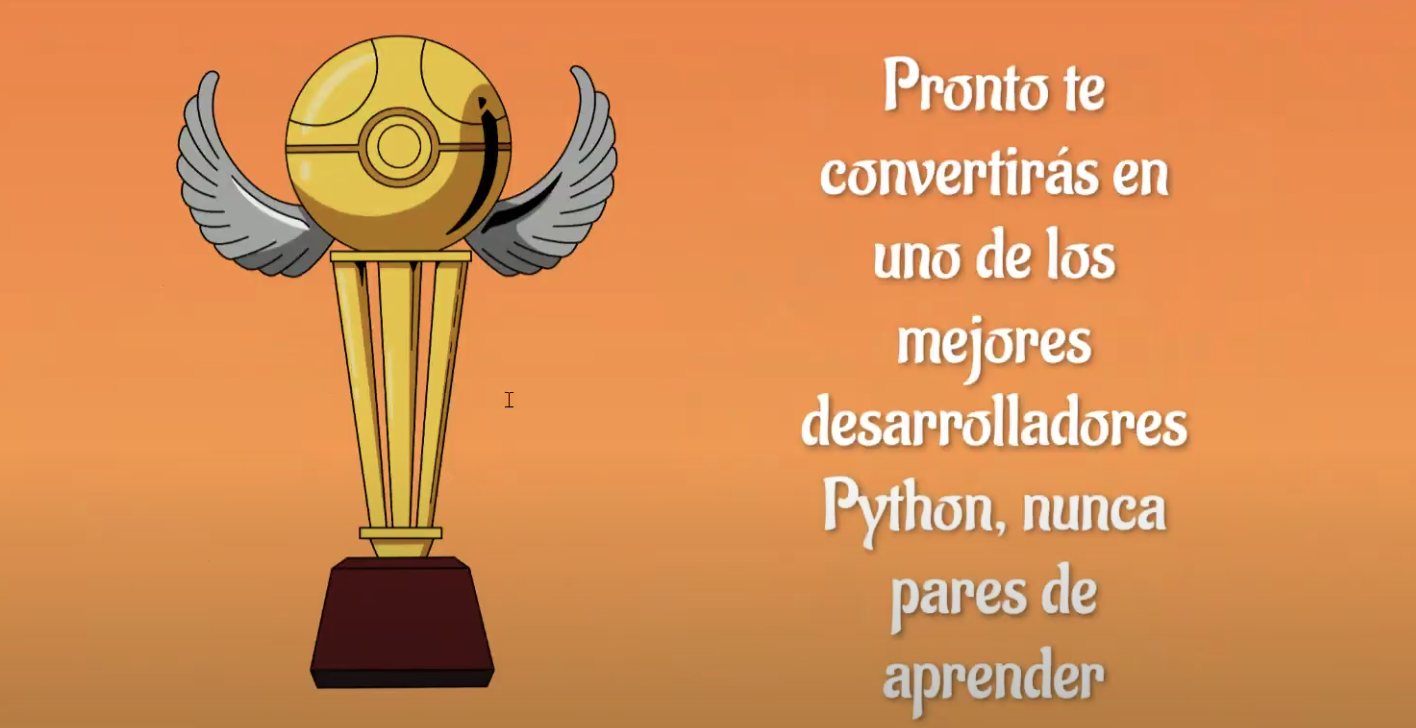 Pronto te
convertirás en
uno de los
mejores
desarrolladores
Python, nunca
pares de
aprender